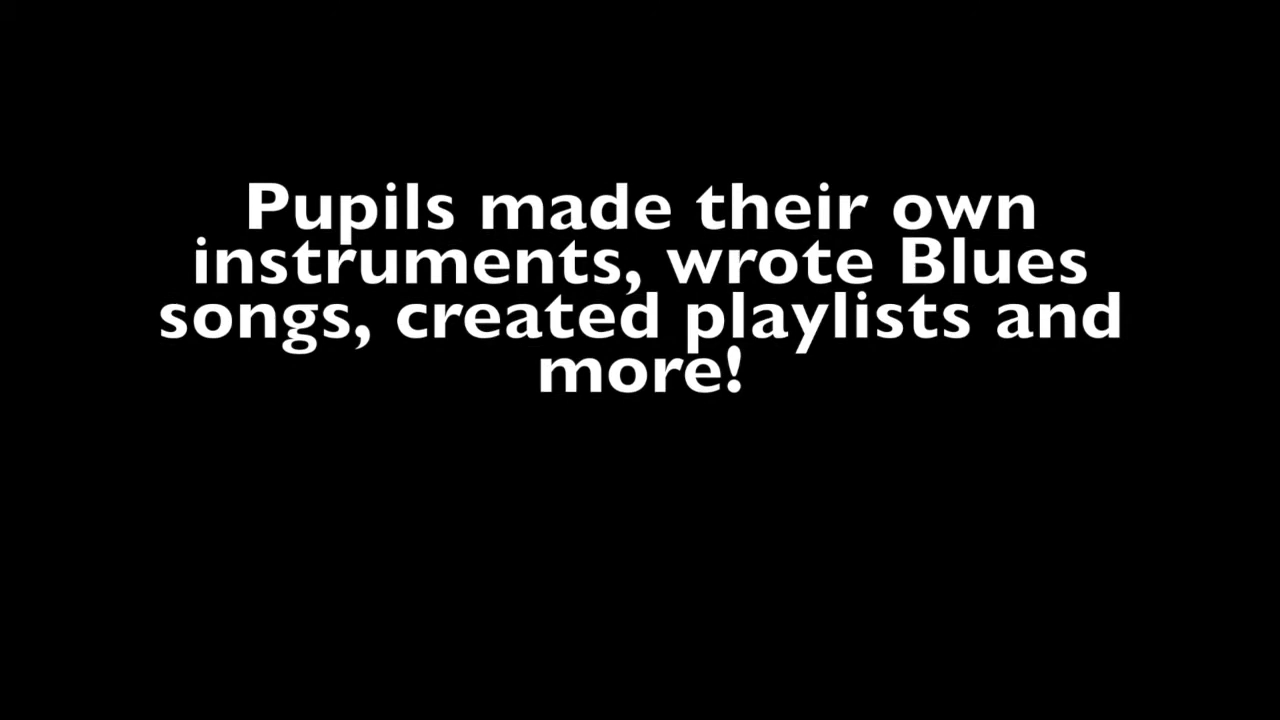 Pupils made their own
instruments, wrote Blues
songs, created playlists and
more!